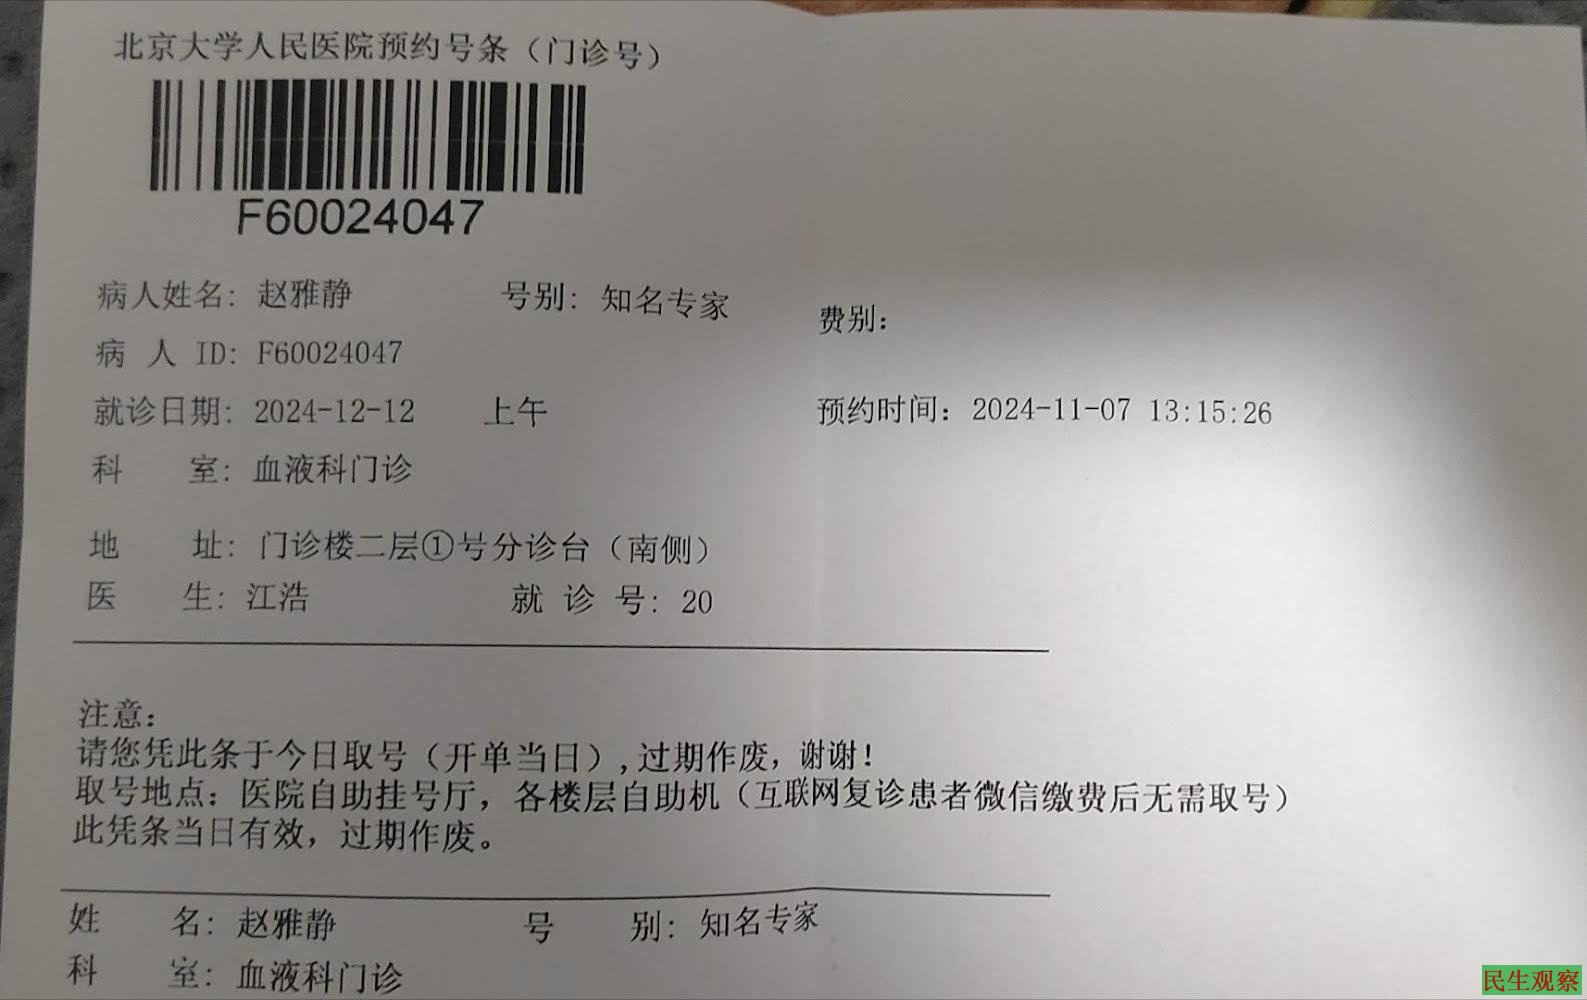 北京大学人民医院预约号条（门诊号）
F60024047
病人姓名: 赵雅静 号别: 知名专家 费别:
病 人 ID: F60024047
就诊日期: 2024-12-12 上午 预约时间: 2024-11-07 13:15:26
科 室: 血液科门诊
地 址: 门诊楼二层①号分诊台（南侧）
医 生: 江浩 就 诊 号: 20
注意:
请您凭此条于今日取号（开单当日）,过期作废，谢谢！
取号地点: 医院自助挂号厅，各楼层自助机（互联网复诊患者微信缴费后无需取号）
此凭条当日有效，过期作废。
姓 名: 赵雅静 号 别: 知名专家
科 室: 血液科门诊
民生观察